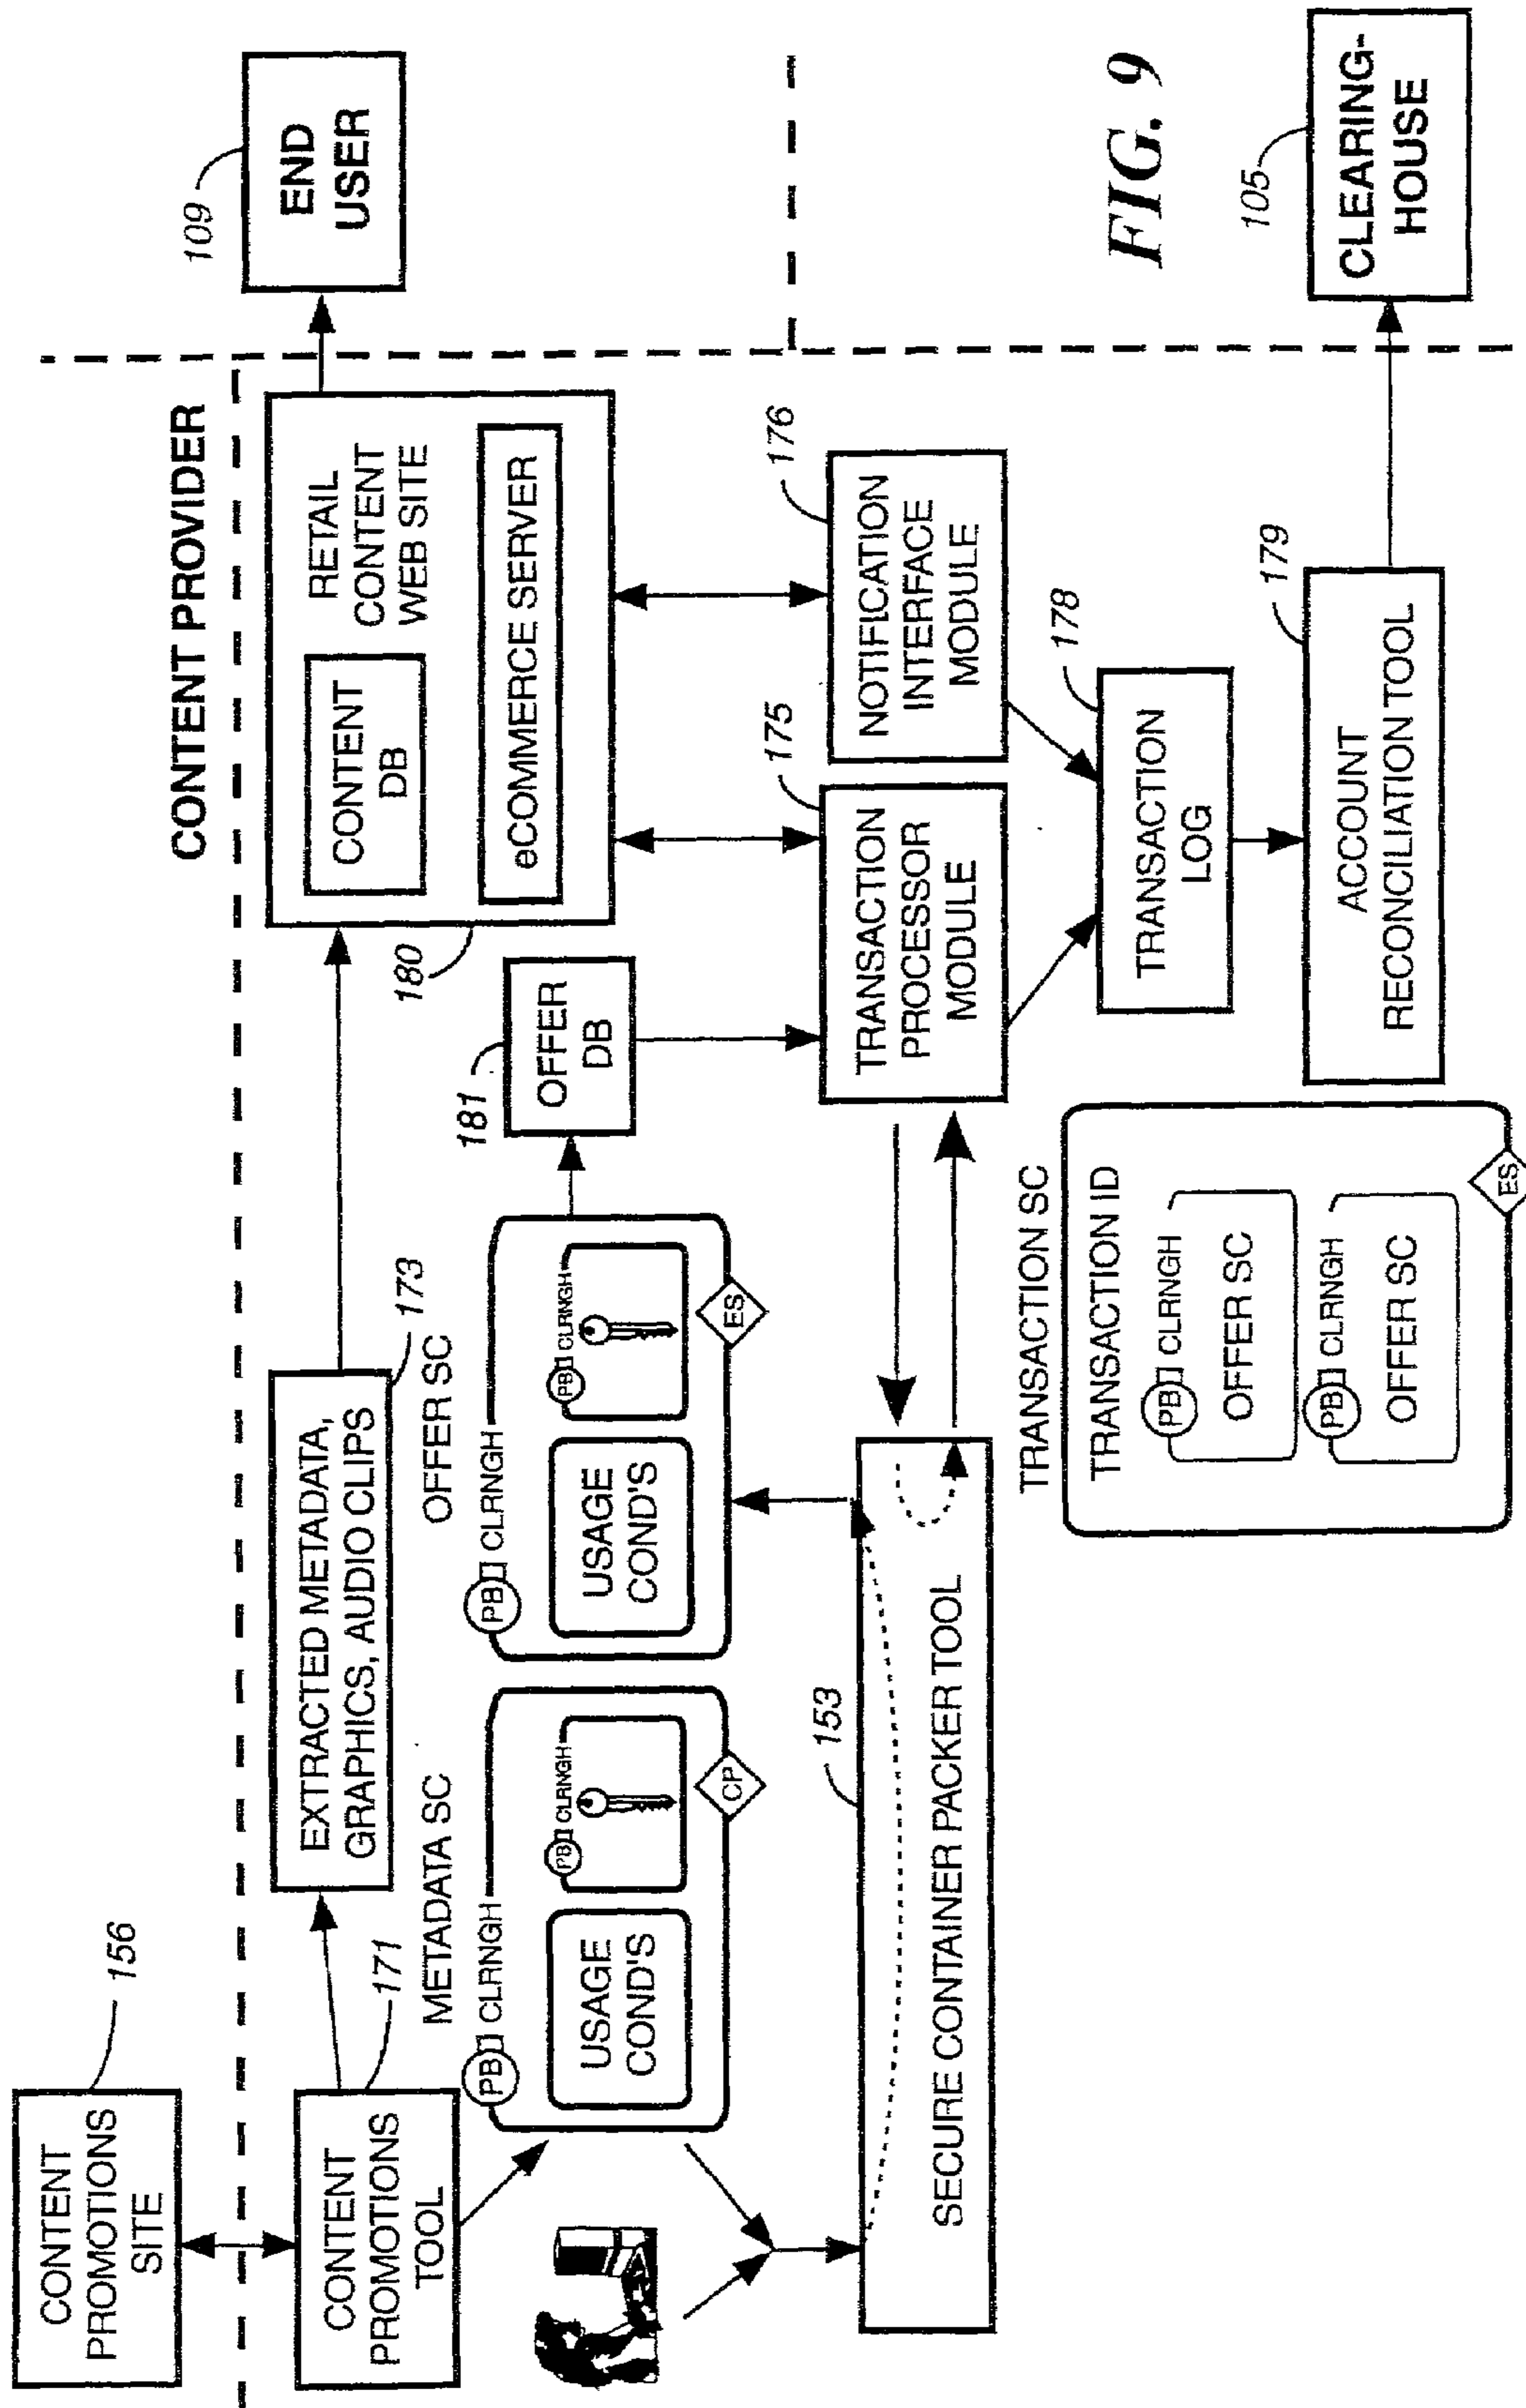 CONTENT PROVIDER
CONTENT
PROMOTIONS
SITE
156
CONTENT
PROMOTIONS
TOOL
171
EXTRACTED METADATA,
GRAPHICS, AUDIO CLIPS
173
RETAIL
CONTENT
WEB SITE
CONTENT
DB
eCOMMERCE SERVER
180
END
USER
109
METADATA SC
PB CLRNGH
USAGE
COND'S
PB CLRNGH
CP
OFFER SC
PB CLRNGH
USAGE
COND'S
PB CLRNGH
ES
OFFER
DB
181
SECURE CONTAINER PACKER TOOL
153
TRANSACTION
PROCESSOR
MODULE
175
NOTIFICATION
INTERFACE
MODULE
176
TRANSACTION
LOG
178
TRANSACTION SC
TRANSACTION ID
PB CLRNGH
OFFER SC
PB CLRNGH
OFFER SC
ES
ACCOUNT
RECONCILIATION TOOL
179
CLEARING-
HOUSE
105
FIG. 9